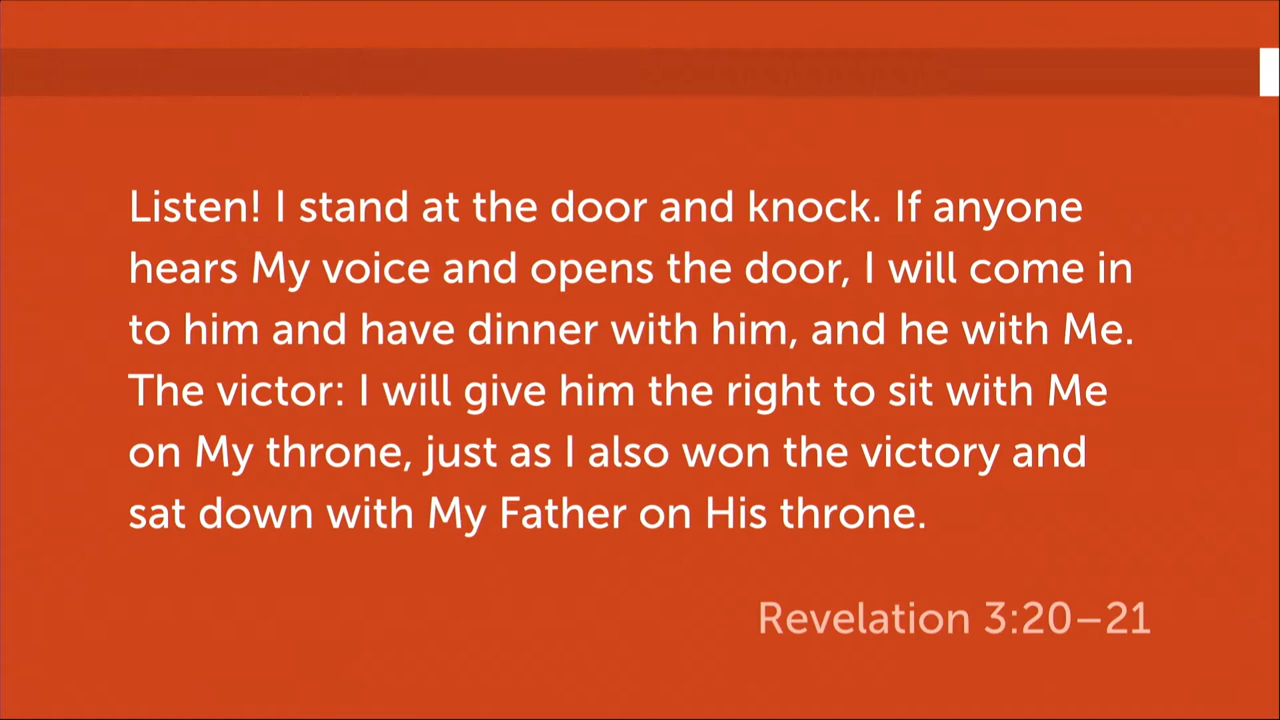 Listen! I stand at the door and knock. If anyone
hears My voice and opens the door, I will come in
to him and have dinner with him, and he with Me.
The victor: I will give him the right to sit with Me
on My throne, just as I also won the victory and
sat down with My Father on His throne.
Revelation 3:20–21